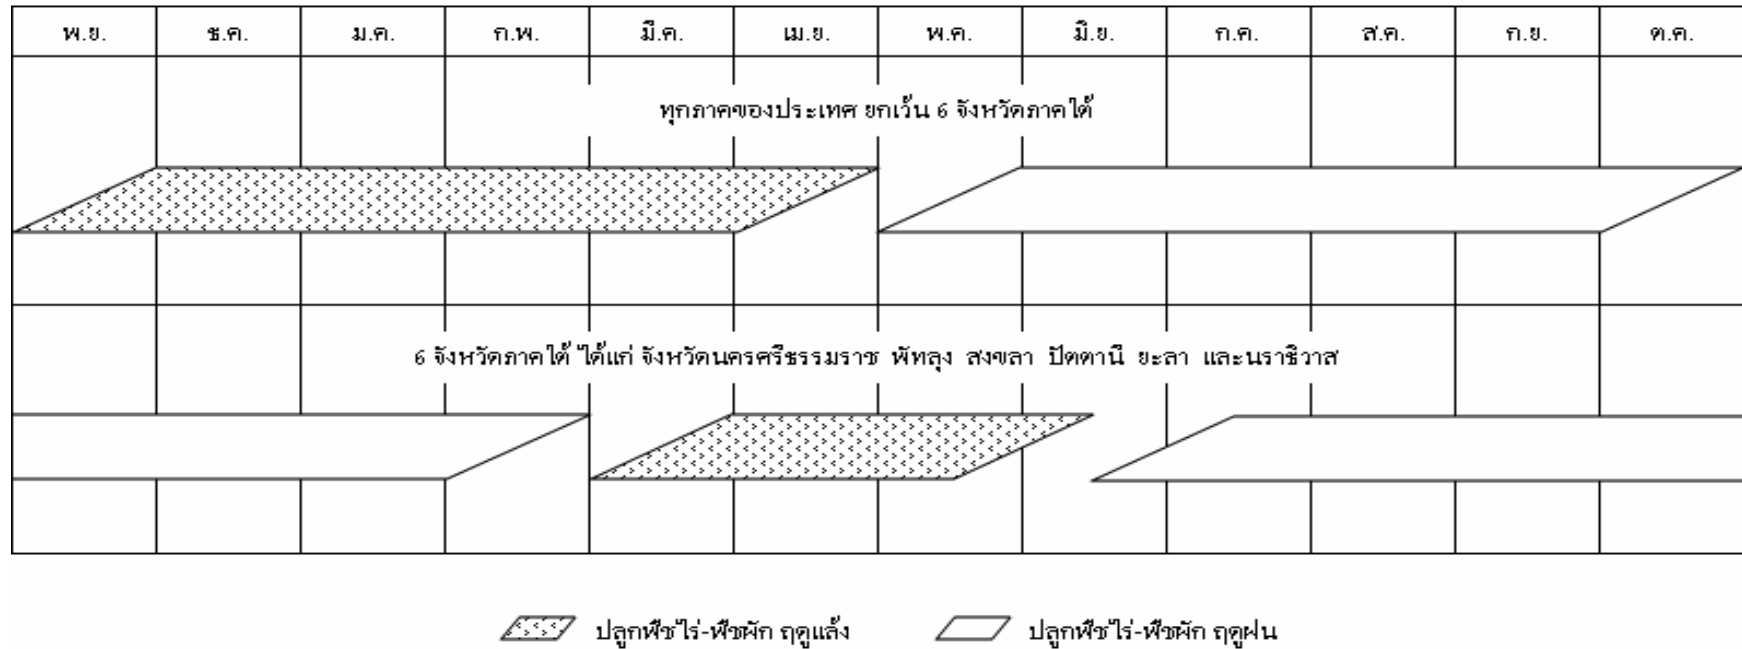 พ.ย. ธ.ค. ม.ค. ก.พ. มี.ค. เม.ย. พ.ค. มิ.ย. ก.ค. ส.ค. ก.ย. ต.ค.
ทุกภาคของประเทศ ยกเว้น 6 จังหวัดภาคใต้
6 จังหวัดภาคใต้ ได้แก่ จังหวัดนครศรีธรรมราช พัทลุง สงขลา ปัตตานี ยะลา และนราธิวาส
ปลูกพืชไร่-พืชผัก ฤดูแล้ง ปลูกพืชไร่-พืชผัก ฤดูฝน